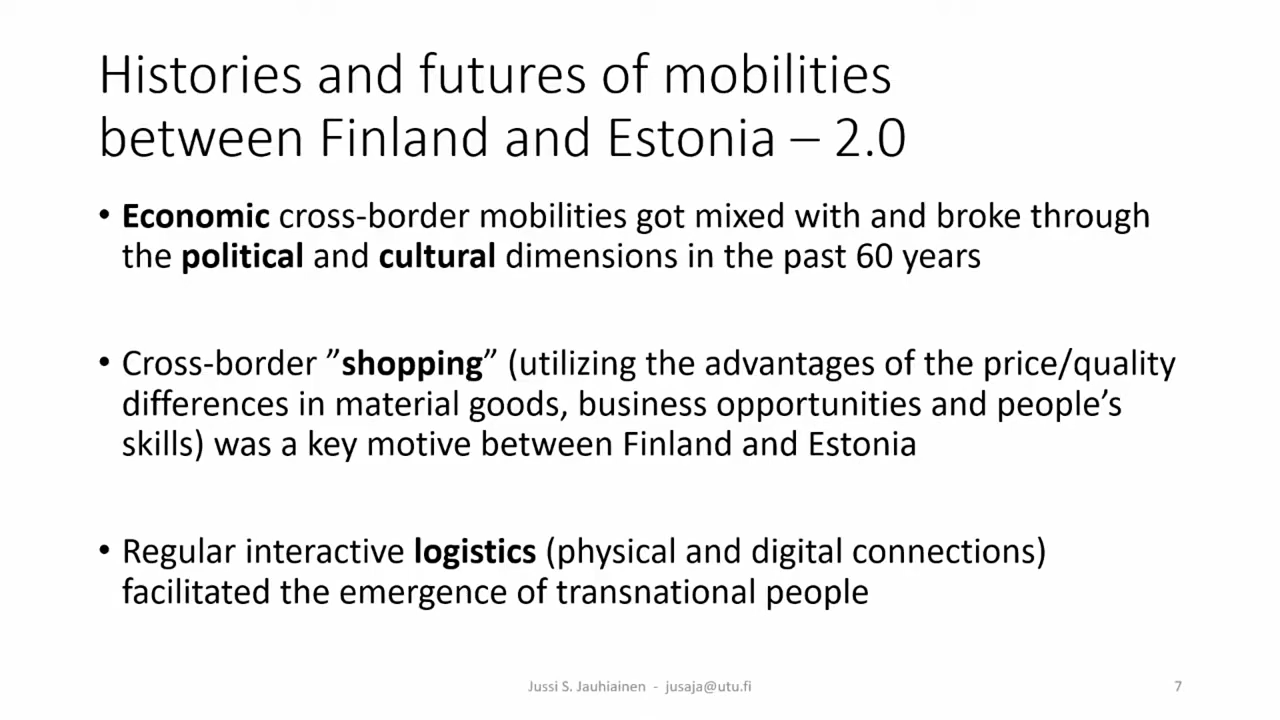 Histories and futures of mobilities
between Finland and Estonia – 2.0
• Economic cross-border mobilities got mixed with and broke through
the political and cultural dimensions in the past 60 years
• Cross-border ”shopping” (utilizing the advantages of the price/quality
differences in material goods, business opportunities and people’s
skills) was a key motive between Finland and Estonia
• Regular interactive logistics (physical and digital connections)
facilitated the emergence of transnational people
Jussi S. Jauhiainen - jusaja@utu.fi
7